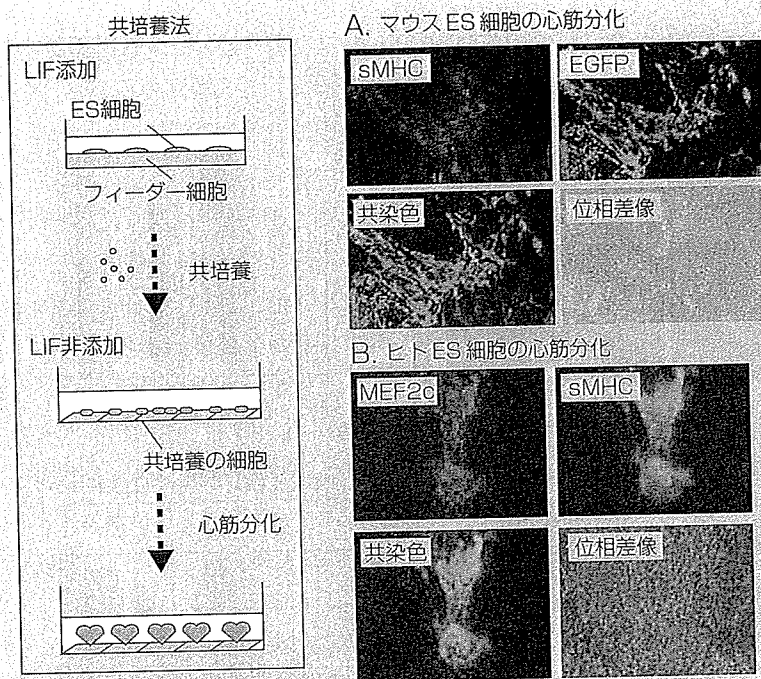 共培養法
LIF添加
ES細胞
フィーダー細胞
共培養
LIF非添加
共培養の細胞
心筋分化
A. マウスES細胞の心筋分化
sMHC
EGFP
共染色
位相差像
B. ヒトES細胞の心筋分化
MEF2c
sMHC
共染色
位相差像